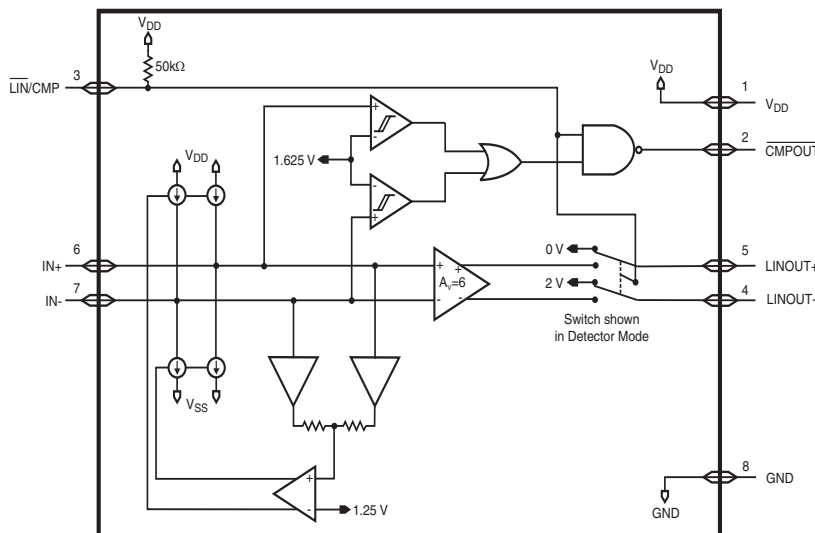 VDD
50kΩ
3
LIN/CMP
VDD
1
VDD
2
CMPOUT
+
-
1.625 V
-
+
VDD
6
IN+
7
IN-
+
+
AV=6
-
-
0 V
2 V
5
LINOUT+
4
LINOUT-
Switch shown
in Detector Mode
VSS
+
-
1.25 V
8
GND
GND